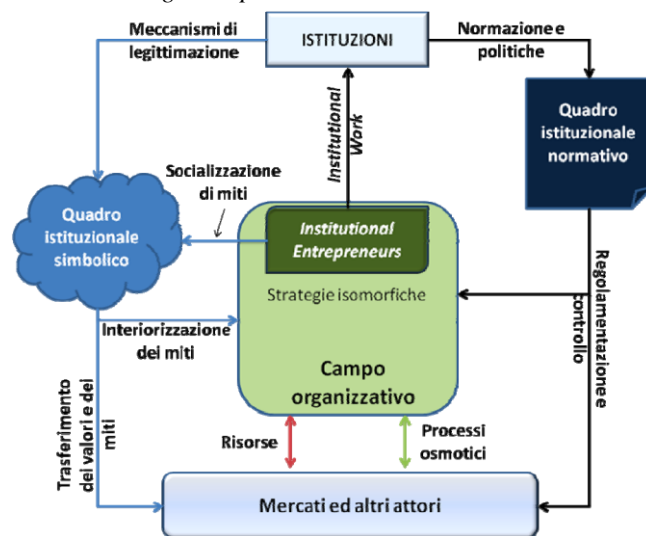 Meccanismi di
legittimazione
ISTITUZIONI
Normazione e
politiche
Quadro
istituzionale
normativo
Institutional
Work
Socializzazione
di miti
Quadro
istituzionale
simbolico
Institutional
Entrepreneurs
Strategie isomorfiche
Regolamentazione e
controllo
Interiorizzazione
dei miti
Campo
organizzativo
Trasferimento
dei valori e dei
miti
Risorse
Processi
osmotici
Mercati ed altri attori